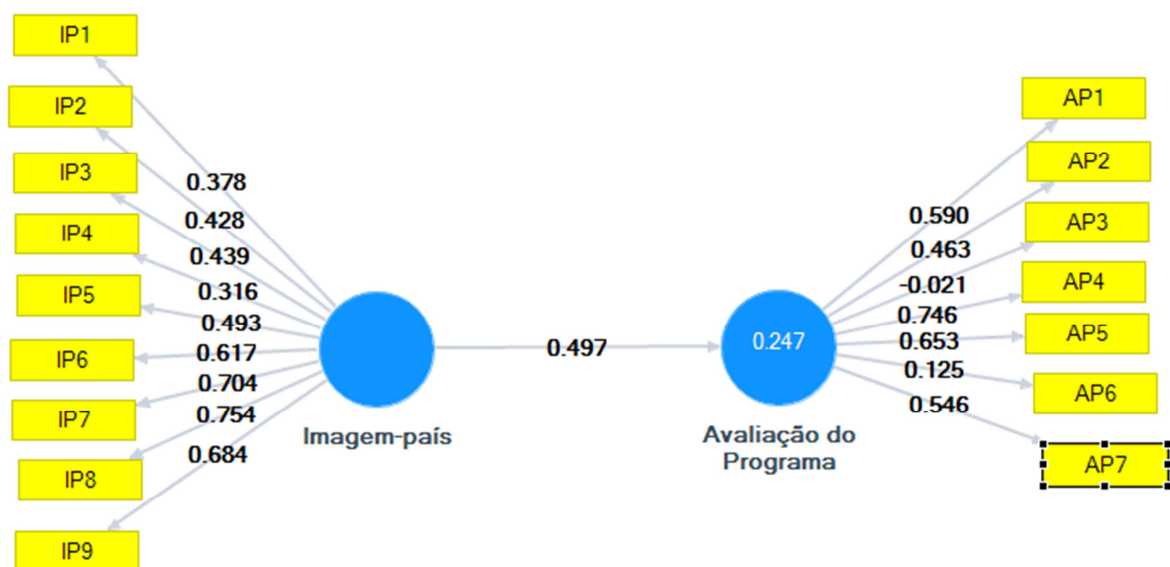 IP1
IP2
IP3
IP4
IP5
IP6
IP7
IP8
IP9
0.378
0.428
0.439
0.316
0.493
0.617
0.704
0.754
0.684
Imagem-país
0.497
0.247
Avaliação do
Programa
0.590
0.463
-0.021
0.746
0.653
0.125
0.546
AP1
AP2
AP3
AP4
AP5
AP6
AP7